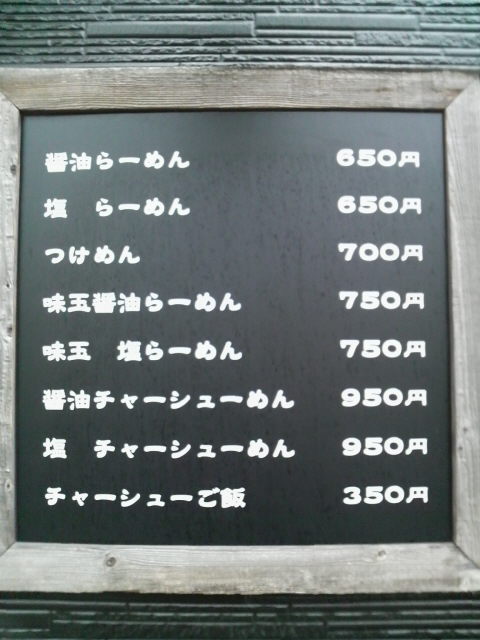 醤油らーめん 650円
塩　らーめん 650円
つけめん 700円
味玉醤油らーめん 750円
味玉　塩らーめん 750円
醤油チャーシューめん 950円
塩　チャーシューめん 950円
チャーシューご飯 350円